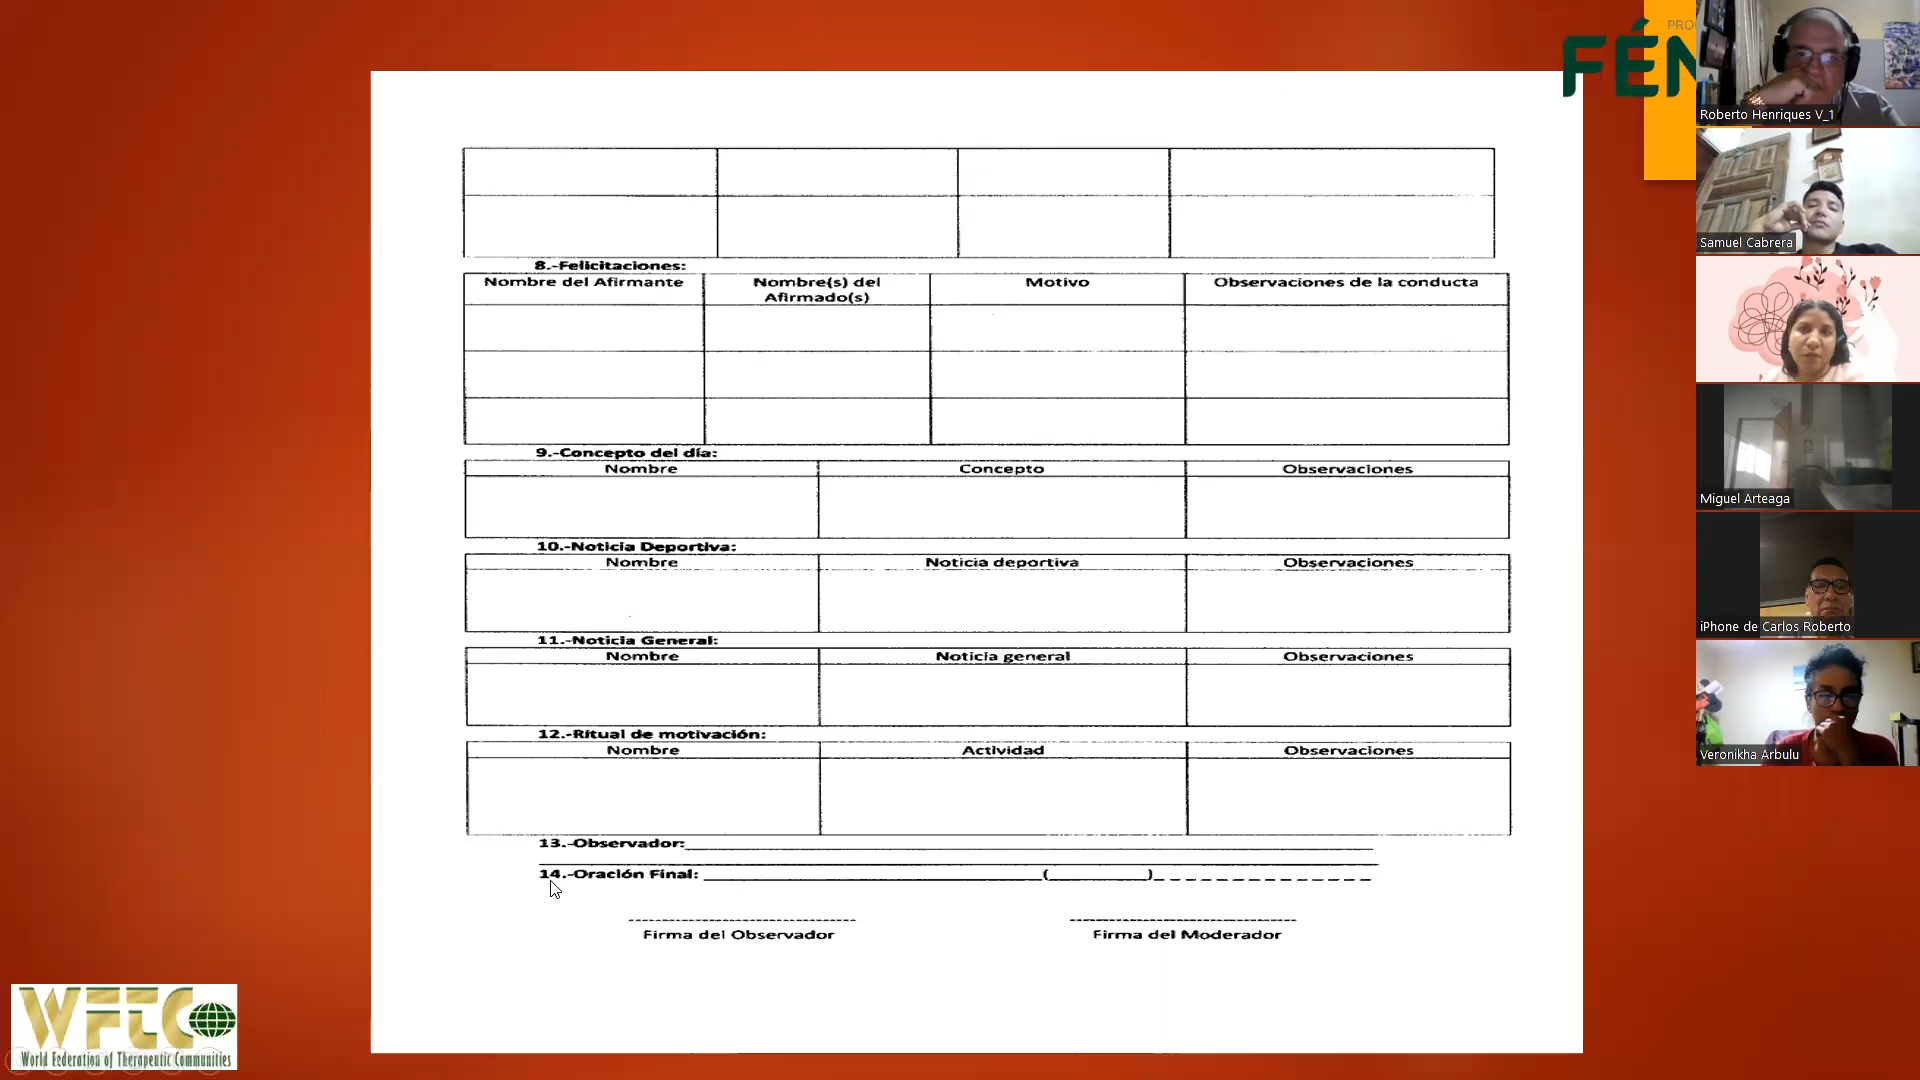 PRO
FÉN
8.-Felicitaciones:
Nombre del Afirmante
Nombre(s) del
Afirmado(s)
Motivo
Observaciones de la conducta
9.-Concepto del día:
Nombre
Concepto
Observaciones
10.-Noticia Deportiva:
Nombre
Noticia deportiva
Observaciones
11.-Noticia General:
Nombre
Noticia general
Observaciones
12.-Ritual de motivación:
Nombre
Actividad
Observaciones
13.-Observador:
14.-Oración Final: ( )
Firma del Observador
Firma del Moderador
WFTC
World Federation of Therapeutic Communities
Roberto Henriques V_1
Samuel Cabrera
Miguel Arteaga
iPhone de Carlos Roberto
Veronikha Arbulu